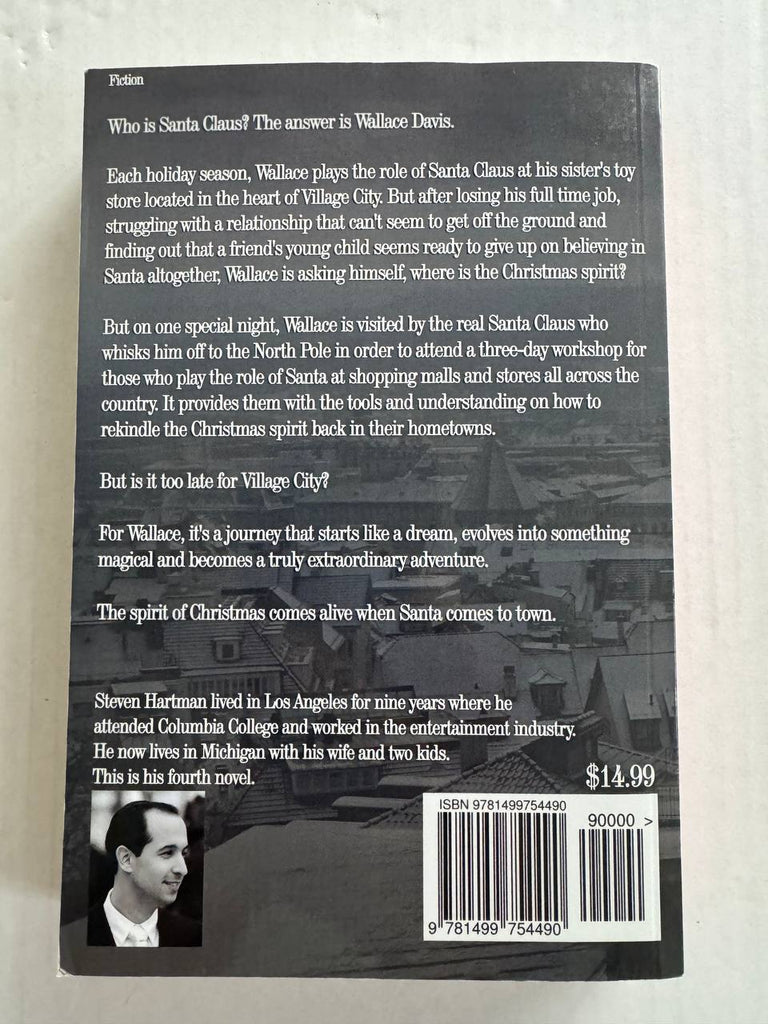 Fiction
Who is Santa Claus? The answer is Wallace Davis.
Each holiday season, Wallace plays the role of Santa Claus at his sister's toy
store located in the heart of Village City. But after losing his full time job,
struggling with a relationship that can't seem to get off the ground and
finding out that a friend's young child seems ready to give up on believing in
Santa altogether, Wallace is asking himself, where is the Christmas spirit?
But on one special night, Wallace is visited by the real Santa Claus who
whisks him off to the North Pole in order to attend a three-day workshop for
those who play the role of Santa at shopping malls and stores all across the
country. It provides them with the tools and understanding on how to
rekindle the Christmas spirit back in their hometowns.
But is it too late for Village City?
For Wallace, it's a journey that starts like a dream, evolves into something
magical and becomes a truly extraordinary adventure.
The spirit of Christmas comes alive when Santa comes to town.
Steven Hartman lived in Los Angeles for nine years where he
attended Columbia College and worked in the entertainment industry.
He now lives in Michigan with his wife and two kids.
This is his fourth novel.
$14.99
ISBN 9781499754490
90000 >
9 781499 754490